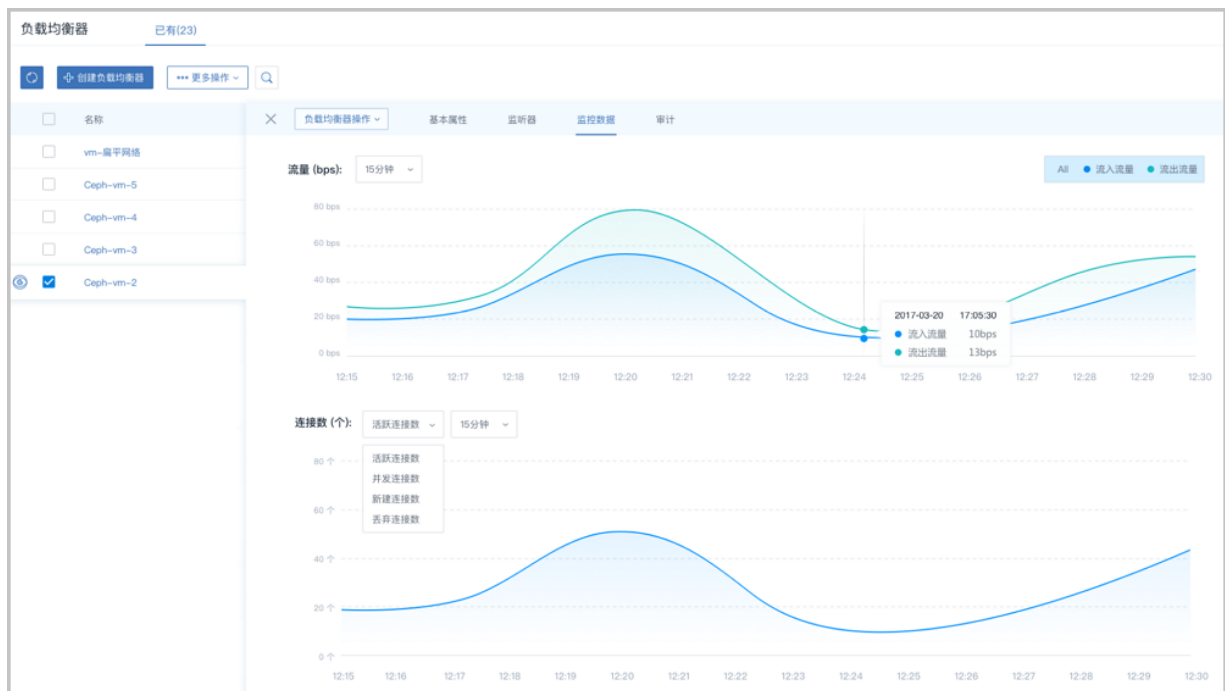 负载均衡器 已有(23)
创建负载均衡器 ••• 更多操作
名称
负载均衡器操作 基本属性 监听器 监控数据 审计
vm-扁平网络
Ceph-vm-5
Ceph-vm-4
Ceph-vm-3
Ceph-vm-2
流量 (bps): 15分钟
All 流入流量 流出流量
80 bps
60 bps
40 bps
20 bps
0 bps
2017-03-20 17:05:30
流入流量 10bps
流出流量 13bps
12:15 12:16 12:17 12:18 12:19 12:20 12:21 12:22 12:23 12:24 12:25 12:26 12:27 12:28 12:29 12:30
连接数 (个): 活跃连接数 15分钟
活跃连接数
并发连接数
新建连接数
丢弃连接数
80 个
60 个
40 个
20 个
0 个
12:15 12:16 12:17 12:18 12:19 12:20 12:21 12:22 12:23 12:24 12:25 12:26 12:27 12:28 12:29 12:30